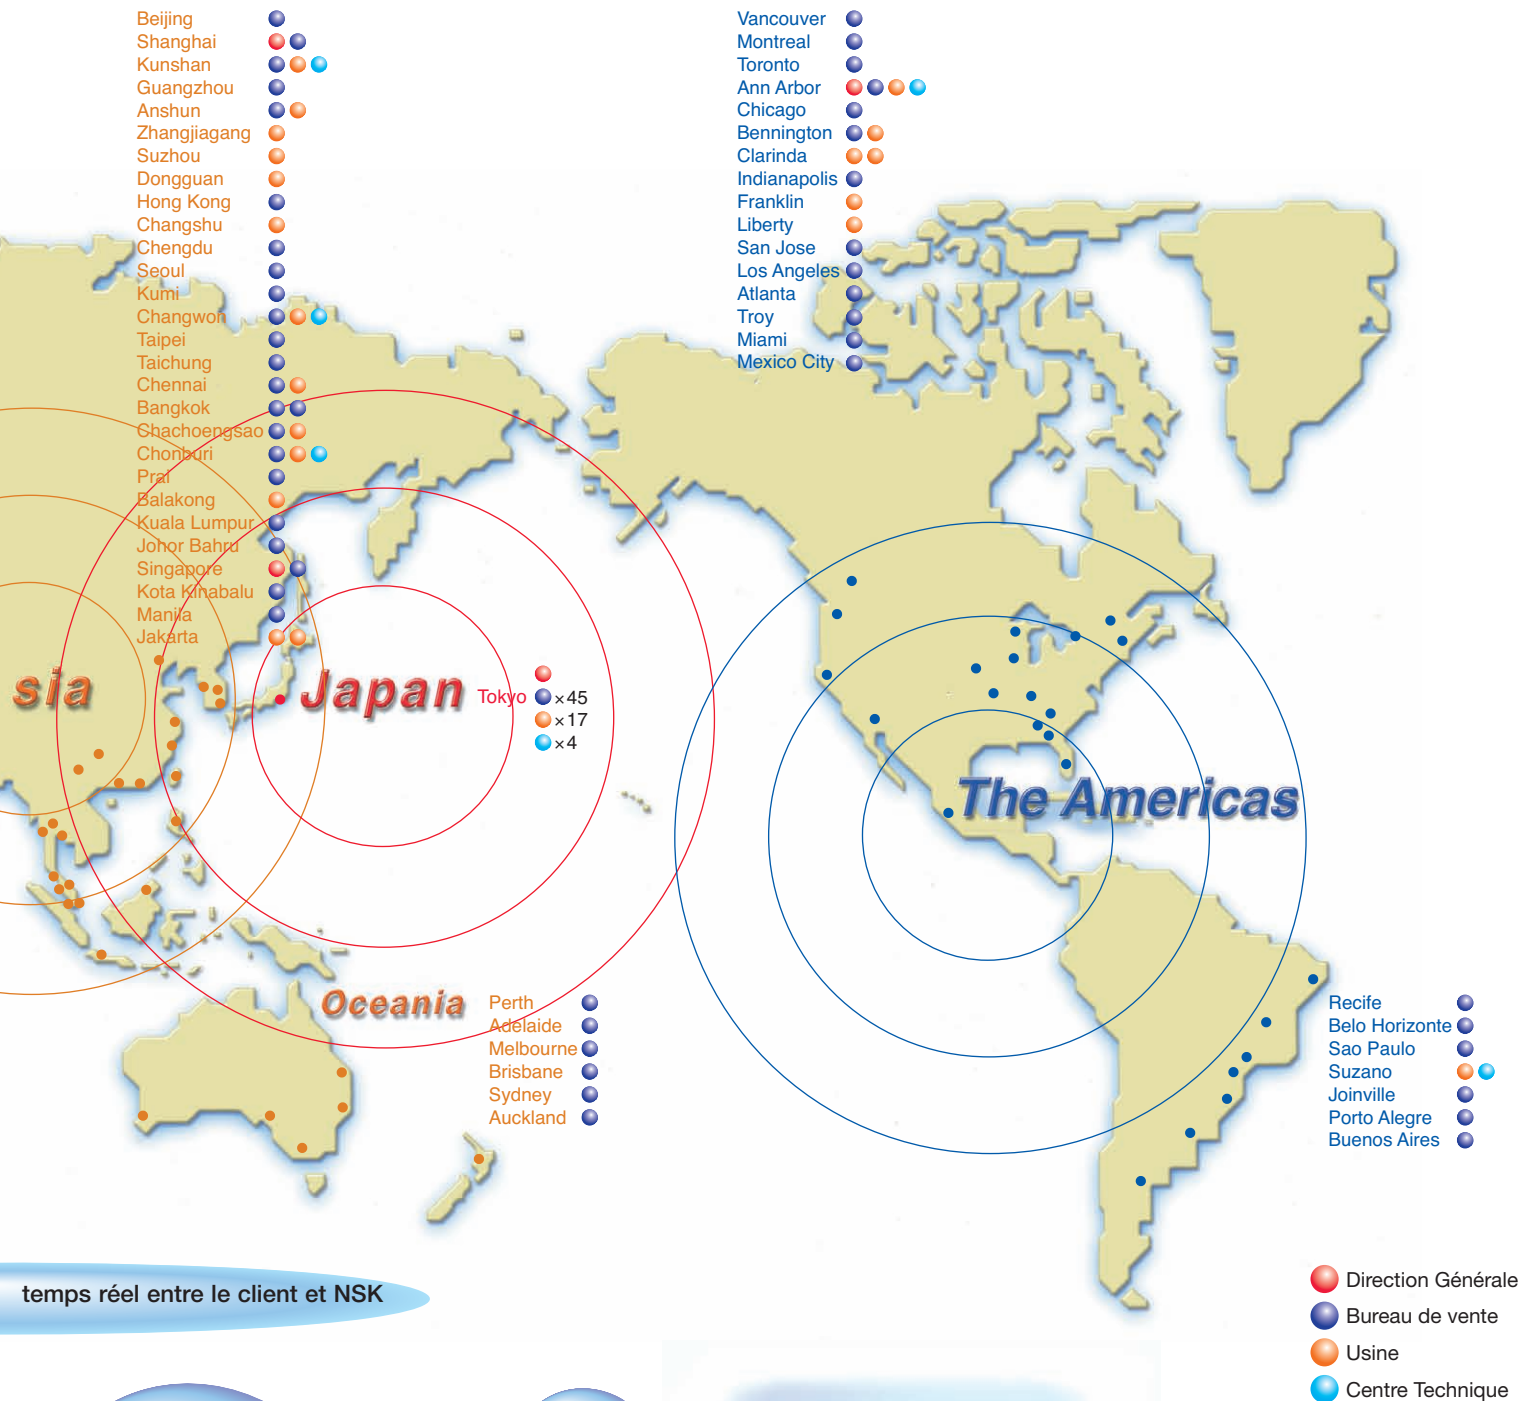 Beijing
Shanghai
Kunshan
Guangzhou
Anshun
Zhangjiagang
Suzhou
Dongguan
Hong Kong
Changshu
Chengdu
Seoul
Kumi
Changwon
Taipei
Taichung
Chennai
Bangkok
Chachoengsao
Chonburi
Prai
Balakong
Kuala Lumpur
Johor Bahru
Singapore
Kota Kinabalu
Manila
Jakarta
Vancouver
Montreal
Toronto
Ann Arbor
Chicago
Bennington
Clarinda
Indianapolis
Franklin
Liberty
San Jose
Los Angeles
Atlanta
Troy
Miami
Mexico City
sia
Japan
Tokyo
×45
×17
×4
The Americas
Oceania
Perth
Adelaide
Melbourne
Brisbane
Sydney
Auckland
Recife
Belo Horizonte
Sao Paulo
Suzano
Joinville
Porto Alegre
Buenos Aires
temps réel entre le client et NSK
Direction Générale
Bureau de vente
Usine
Centre Technique